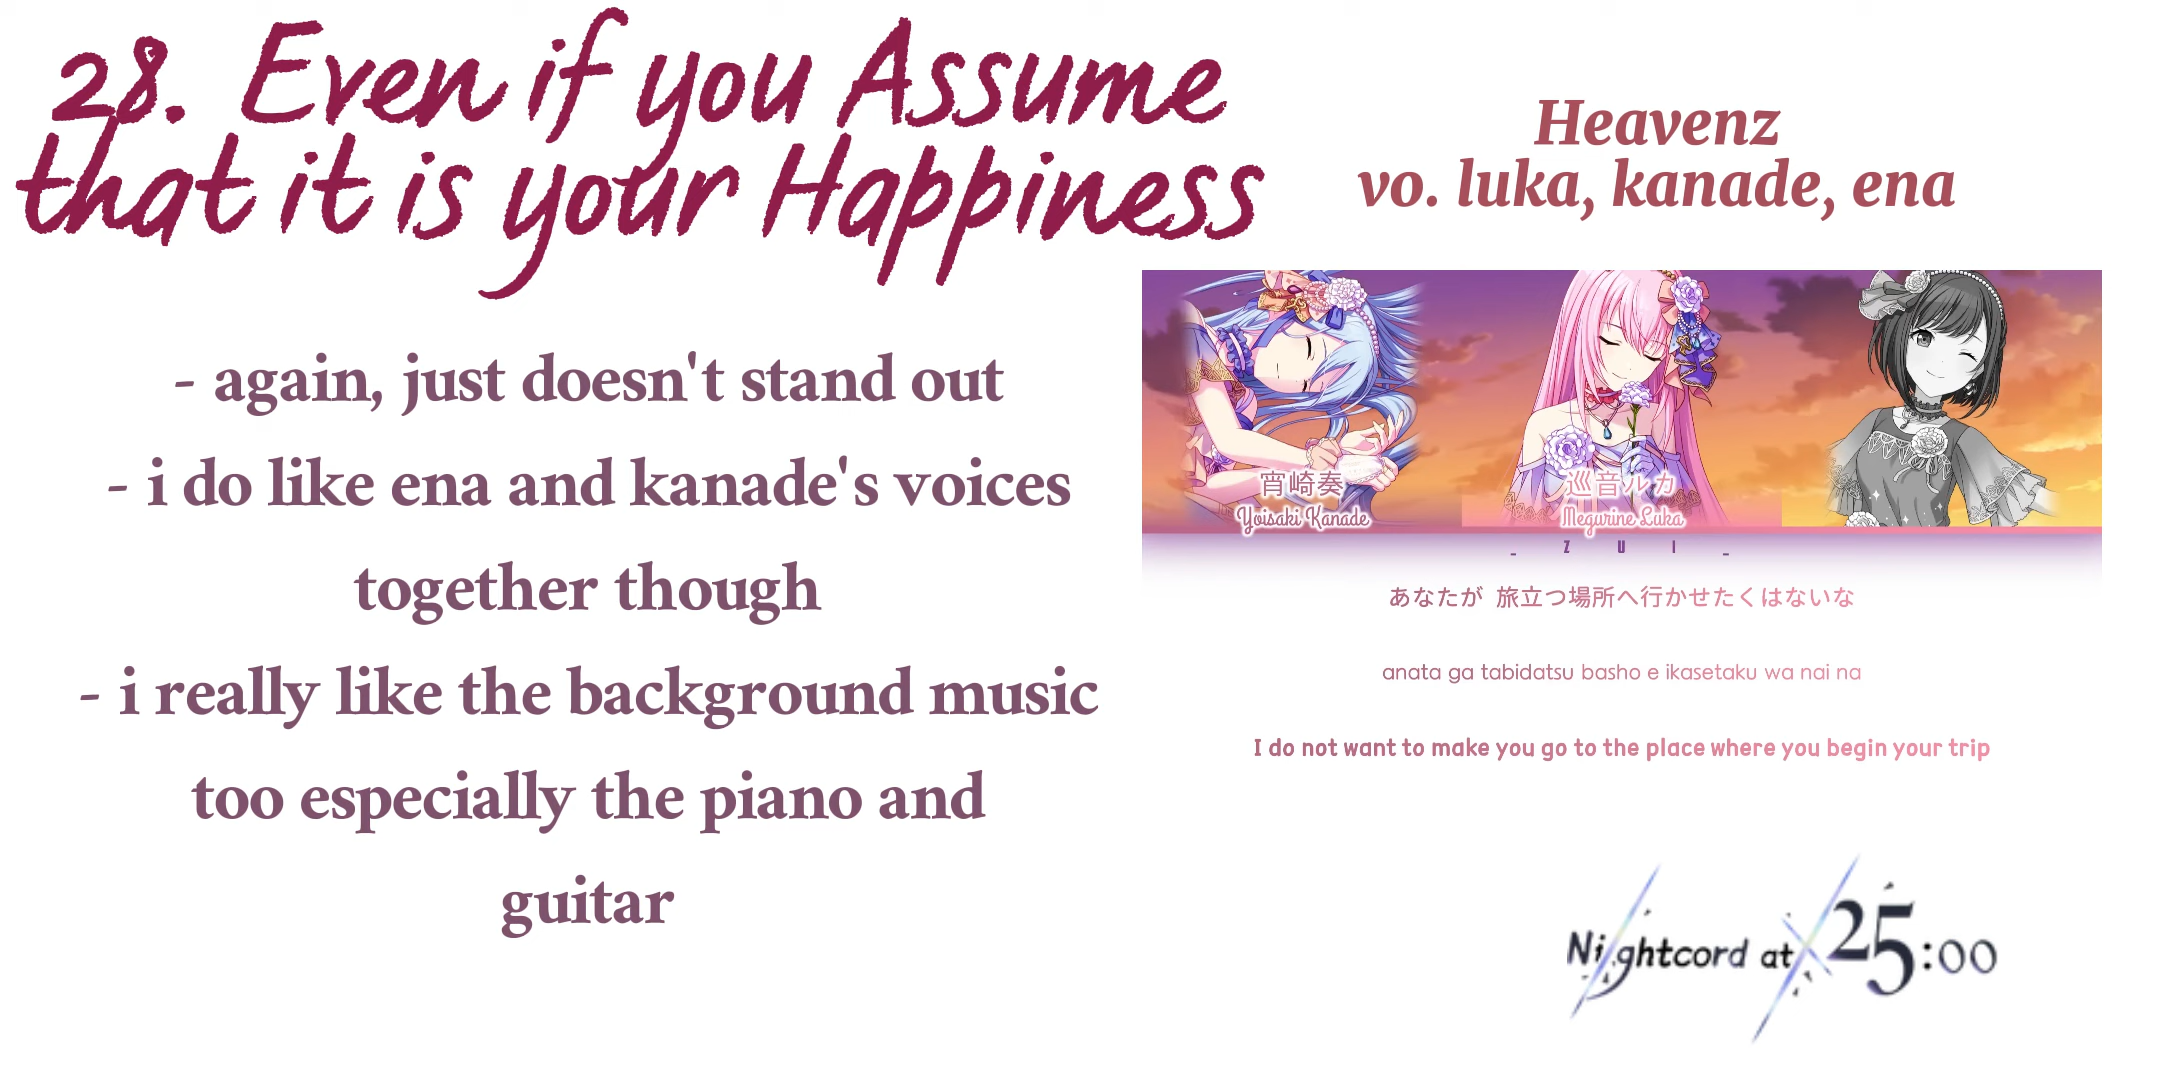 28. Even if you Assume
that it is your Happiness
Heavenz
vo. luka, kanade, ena
- again, just doesn't stand out
- i do like ena and kanade's voices
together though
- i really like the background music
too especially the piano and
guitar
宵崎奏
Yoisaki Kanade
巡音ルカ
Megurine Luka
_ Z U I _
あなたが 旅立つ場所へ行かせたくはないな
anata ga tabidatsu basho e ikasetaku wa nai na
I do not want to make you go to the place where you begin your trip
Nightcord at 25:00